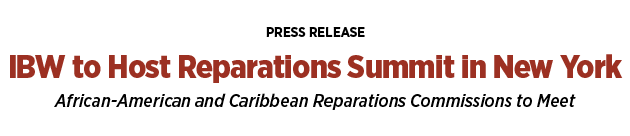 PRESS RELEASE
IBW to Host Reparations Summit in New York
African-American and Caribbean Reparations Commissions to Meet